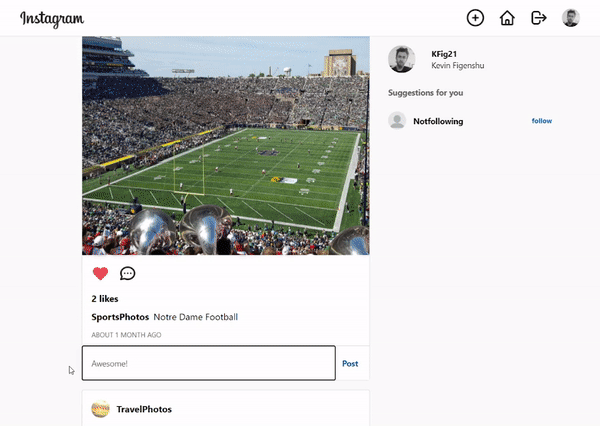 Instagram
KFig21
Kevin Figenshu
Suggestions for you
Notfollowing follow
2 likes
SportsPhotos Notre Dame Football
ABOUT 1 MONTH AGO
Awesome! Post
TravelPhotos